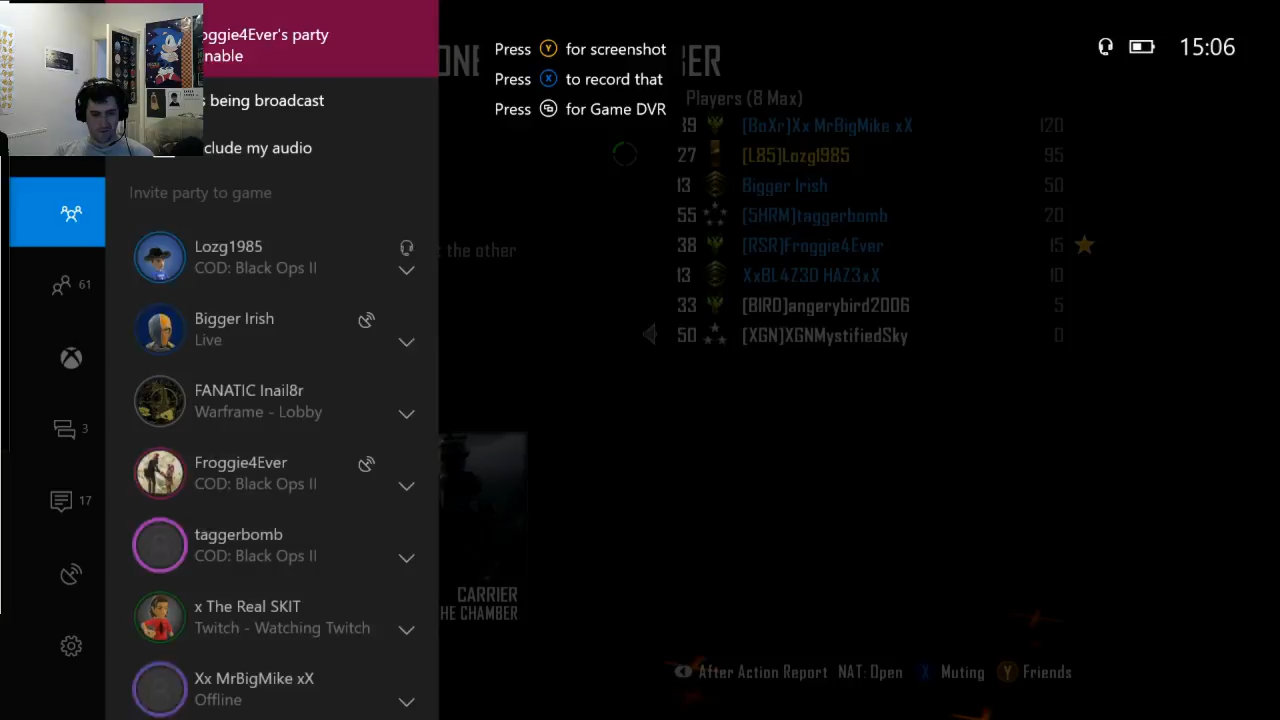 oggie4Ever's party
nable
s being broadcast
clude my audio
Invite party to game
Lozg1985
COD: Black Ops II
Bigger Irish
Live
FANATIC Inail8r
Warframe - Lobby
Froggie4Ever
COD: Black Ops II
taggerbomb
COD: Black Ops II
x The Real SKIT
Twitch - Watching Twitch
Xx MrBigMike xX
Offline
61
3
17
Press Y for screenshot
Press X to record that
Press for Game DVR
15:06
Players (8 Max)
39 [BoXr]Xx MrBigMike xX 120
27 [L85]Lozg1985 95
13 Bigger Irish 50
55 [SHRM]taggerbomb 20
38 [RSR]Froggie4Ever 15
13 XxBL4Z3D HAZ3xX 10
33 [BIRD]angerybird2006 5
50 [XGN]XGNMystifiedSky 0
t the other
CARRIER
HE CHAMBER
After Action Report NAT: Open X Muting Y Friends